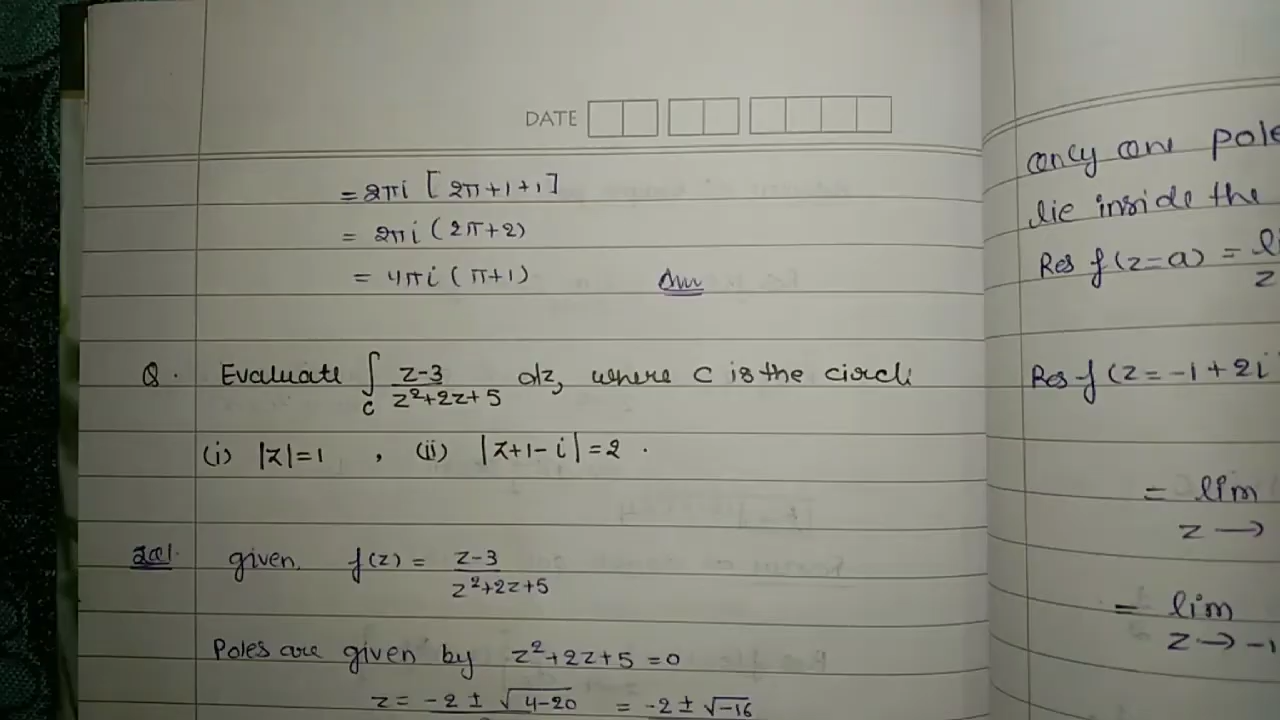 DATE
= 2πi [2π+1+1]
= 2πi (2π+2)
= 4πi (π+1) Ans
Q. Evaluate ∫_C (z-3)/(z²+2z+5) dz, where C is the circle
(i) |z|=1 , (ii) |z+1-i|=2 .
Sol. given. f(z) = (z-3)/(z²+2z+5)
Poles are given by z²+2z+5=0
z = -2 ± √4-20 = -2 ± √-16
only one pole
lie inside the
Res f(z=a) =
z
Res f(z=-1+2i
= lim
z →
= lim
z → -1